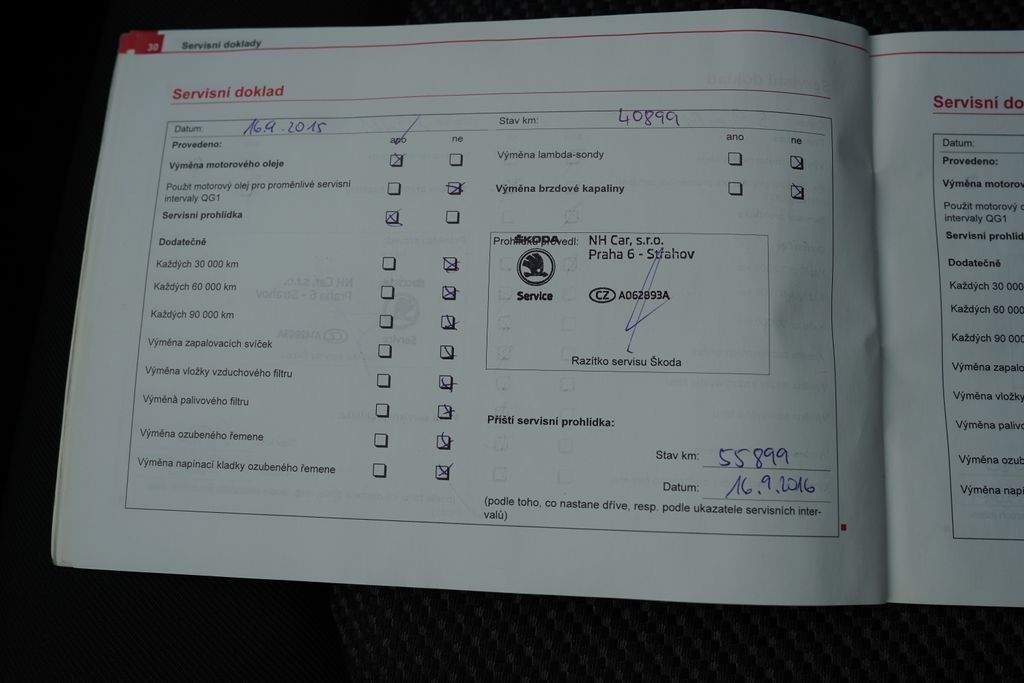 30 Servisní doklady
Servisní doklad
Datum: 16.9.2015
Stav km: 40899
Provedeno: ano ne
ano ne
Výměna motorového oleje
Výměna lambda-sondy
Použit motorový olej pro proměnlivé servisní
intervaly QG1
Výměna brzdové kapaliny
Servisní prohlídka
Dodatečně
Každých 30 000 km
Každých 60 000 km
Každých 90 000 km
Výměna zapalovacích svíček
Výměna vložky vzduchového filtru
Výměna palivového filtru
Výměna ozubeného řemene
Výměna napínací kladky ozubeného řemene
Prohlídku provedl:
ŠKODA
Service
NH Car, s.r.o.
Praha 6 - Strahov
CZ A062893A
Razítko servisu Škoda
Příští servisní prohlídka:
Stav km: 55899
Datum: 16.9.2016
(podle toho, co nastane dříve, resp. podle ukazatele servisních inter-
valů)
Servisní do
Datum:
Provedeno:
Výměna motorov
Použit motorový o
intervaly QG1
Servisní prohlíd
Dodatečně
Každých 30 000
Každých 60 000
Každých 90 000
Výměna zapalo
Výměna vložky
Výměna palivo
Výměna ozub
Výměna napí